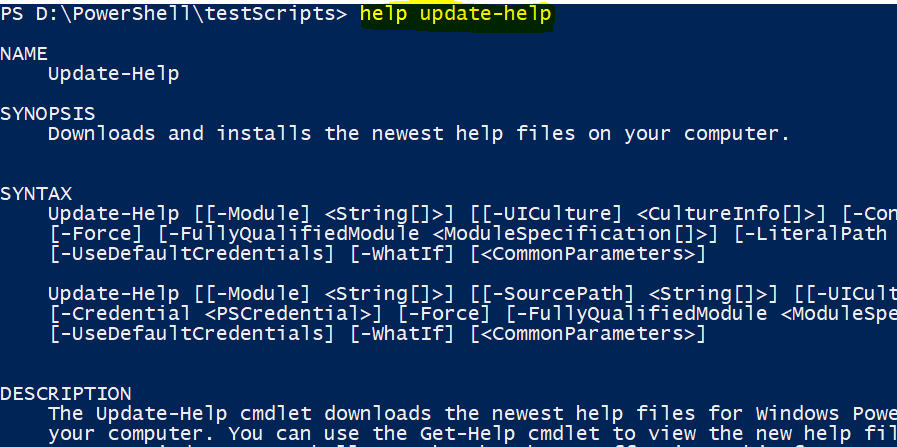 PS D:\PowerShell\testScripts> help update-help
NAME
Update-Help
SYNOPSIS
Downloads and installs the newest help files on your computer.
SYNTAX
Update-Help [[-Module] <String[]>] [[-UICulture] <CultureInfo[]>] [-Con
[-Force] [-FullyQualifiedModule <ModuleSpecification[]>] [-LiteralPath
[-UseDefaultCredentials] [-WhatIf] [<CommonParameters>]
Update-Help [[-Module] <String[]>] [[-SourcePath] <String[]>] [[-UICult
[-Credential <PSCredential>] [-Force] [-FullyQualifiedModule <ModuleSpe
[-UseDefaultCredentials] [-WhatIf] [<CommonParameters>]
DESCRIPTION
The Update-Help cmdlet downloads the newest help files for Windows Powe
your computer. You can use the Get-Help cmdlet to view the new help fil